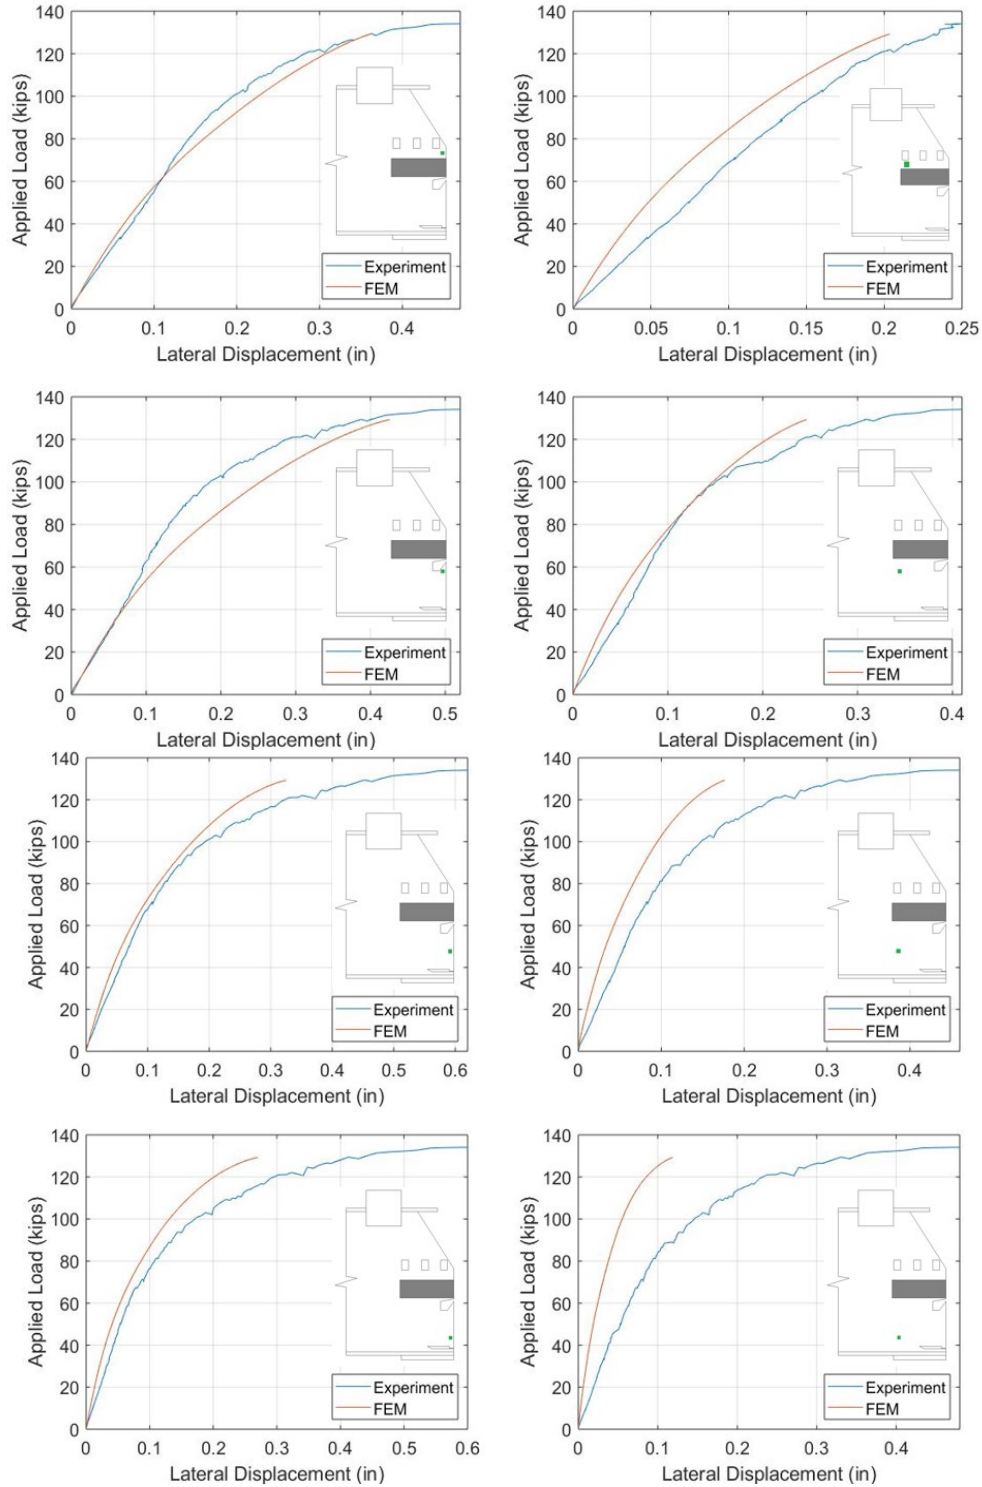 140
120
100
80
60
40
20
0
0 0.1 0.2 0.3 0.4
Applied Load (kips)
Lateral Displacement (in)
Experiment
FEM
140
120
100
80
60
40
20
0
0 0.05 0.1 0.15 0.2 0.25
Applied Load (kips)
Lateral Displacement (in)
Experiment
FEM
140
120
100
80
60
40
20
0
0 0.1 0.2 0.3 0.4 0.5
Applied Load (kips)
Lateral Displacement (in)
Experiment
FEM
140
120
100
80
60
40
20
0
0 0.1 0.2 0.3 0.4
Applied Load (kips)
Lateral Displacement (in)
Experiment
FEM
140
120
100
80
60
40
20
0
0 0.1 0.2 0.3 0.4 0.5 0.6
Applied Load (kips)
Lateral Displacement (in)
Experiment
FEM
140
120
100
80
60
40
20
0
0 0.1 0.2 0.3 0.4
Applied Load (kips)
Lateral Displacement (in)
Experiment
FEM
140
120
100
80
60
40
20
0
0 0.1 0.2 0.3 0.4 0.5 0.6
Applied Load (kips)
Lateral Displacement (in)
Experiment
FEM
140
120
100
80
60
40
20
0
0 0.1 0.2 0.3 0.4
Applied Load (kips)
Lateral Displacement (in)
Experiment
FEM